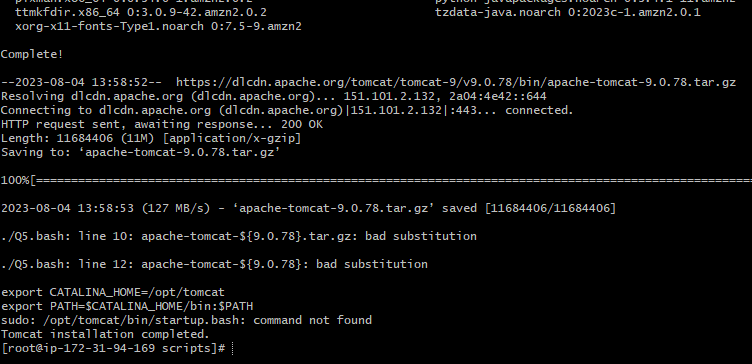 ttmkfdir.x86_64 0:3.0.9-42.amzn2.0.2 tzdata-java.noarch 0:2023c-1.amzn2.0.1
xorg-x11-fonts-Type1.noarch 0:7.5-9.amzn2
Complete!
--2023-08-04 13:58:52-- https://dlcdn.apache.org/tomcat/tomcat-9/v9.0.78/bin/apache-tomcat-9.0.78.tar.gz
Resolving dlcdn.apache.org (dlcdn.apache.org)... 151.101.2.132, 2a04:4e42::644
Connecting to dlcdn.apache.org (dlcdn.apache.org)|151.101.2.132|:443... connected.
HTTP request sent, awaiting response... 200 OK
Length: 11684406 (11M) [application/x-gzip]
Saving to: ‘apache-tomcat-9.0.78.tar.gz’
100%[==========================================================================================
2023-08-04 13:58:53 (127 MB/s) - ‘apache-tomcat-9.0.78.tar.gz’ saved [11684406/11684406]
./Q5.bash: line 10: apache-tomcat-${9.0.78}.tar.gz: bad substitution
./Q5.bash: line 12: apache-tomcat-${9.0.78}: bad substitution
export CATALINA_HOME=/opt/tomcat
export PATH=$CATALINA_HOME/bin:$PATH
sudo: /opt/tomcat/bin/startup.bash: command not found
Tomcat installation completed.
[root@ip-172-31-94-169 scripts]#